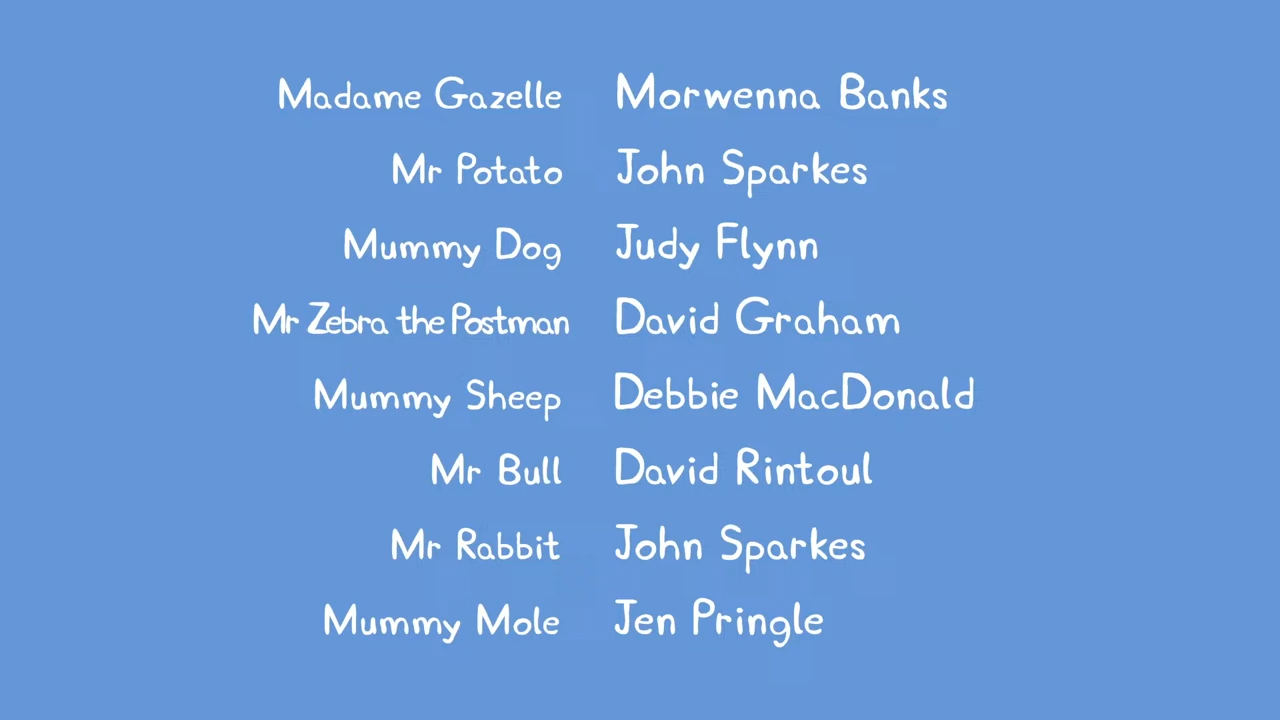 Madame Gazelle Morwenna Banks
Mr Potato John Sparkes
Mummy Dog Judy Flynn
Mr Zebra the Postman David Graham
Mummy Sheep Debbie MacDonald
Mr Bull David Rintoul
Mr Rabbit John Sparkes
Mummy Mole Jen Pringle